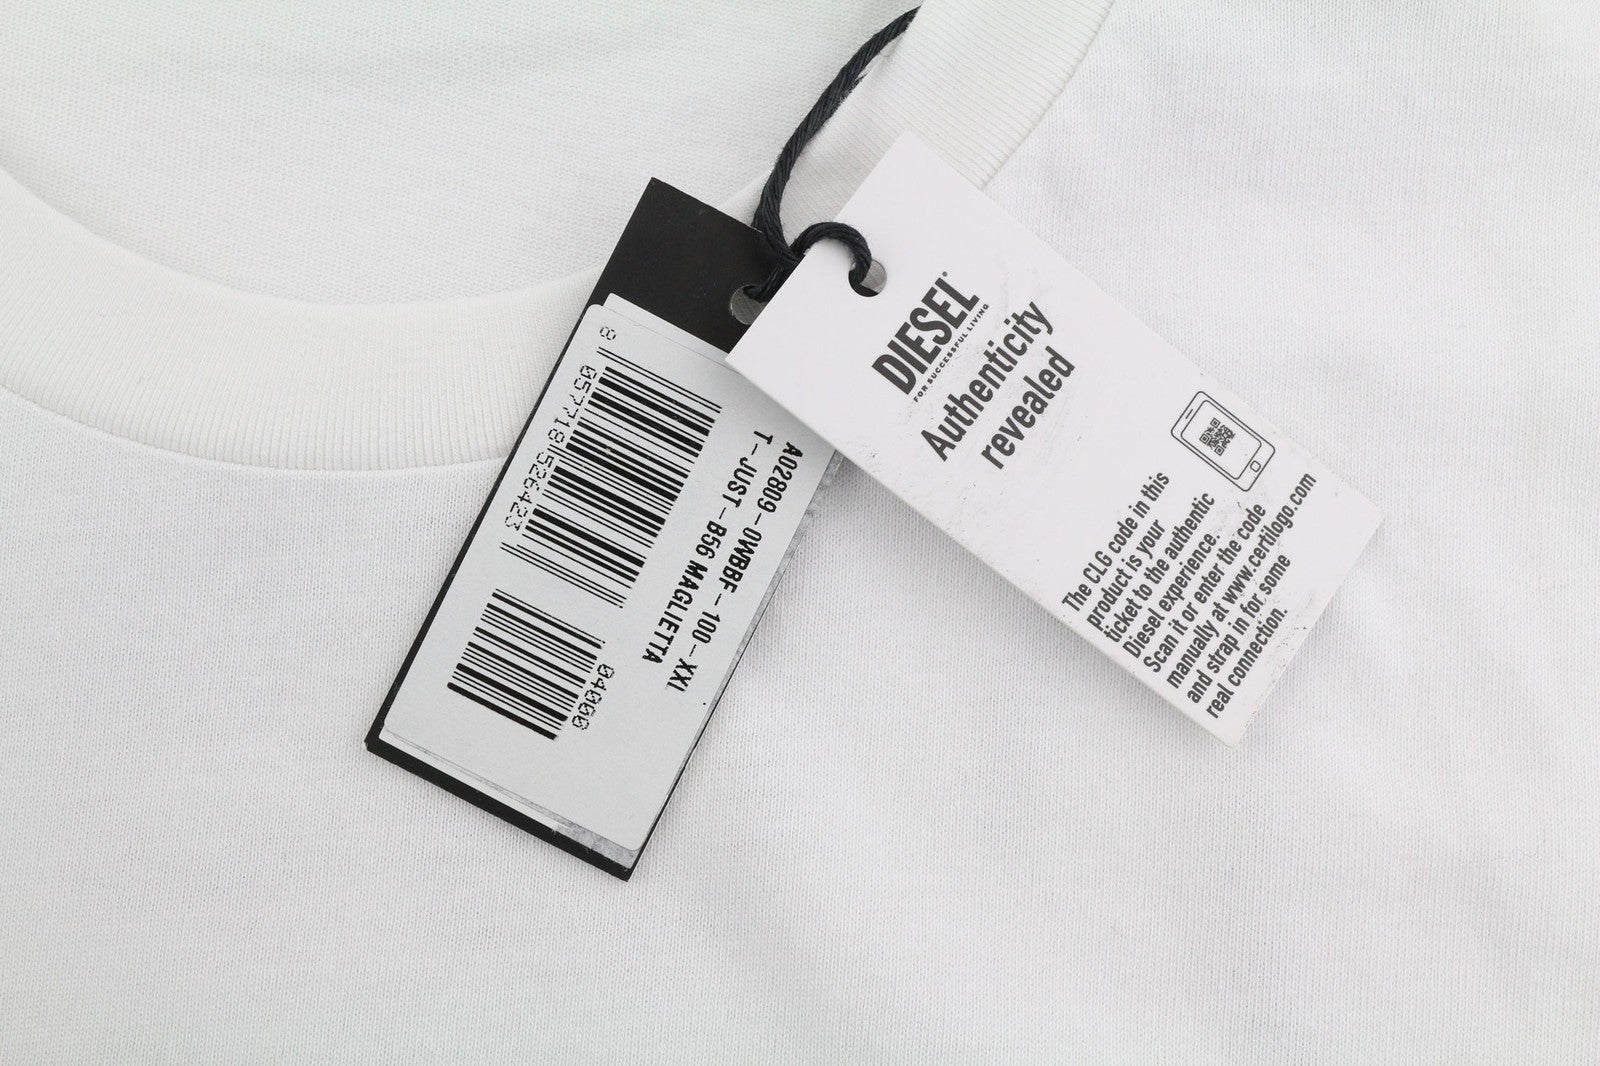 8 057718 526423
04000
A02809-0WBBF-100-XXL
T-JUST-B56 MAGLIETTA
DIESEL®
FOR SUCCESSFUL LIVING
Authenticity
revealed
The CLG code in this
product is your
ticket to the authentic
Diesel experience.
Scan it or enter the code
manually at www.certilogo.com
and strap in for some
real connection.